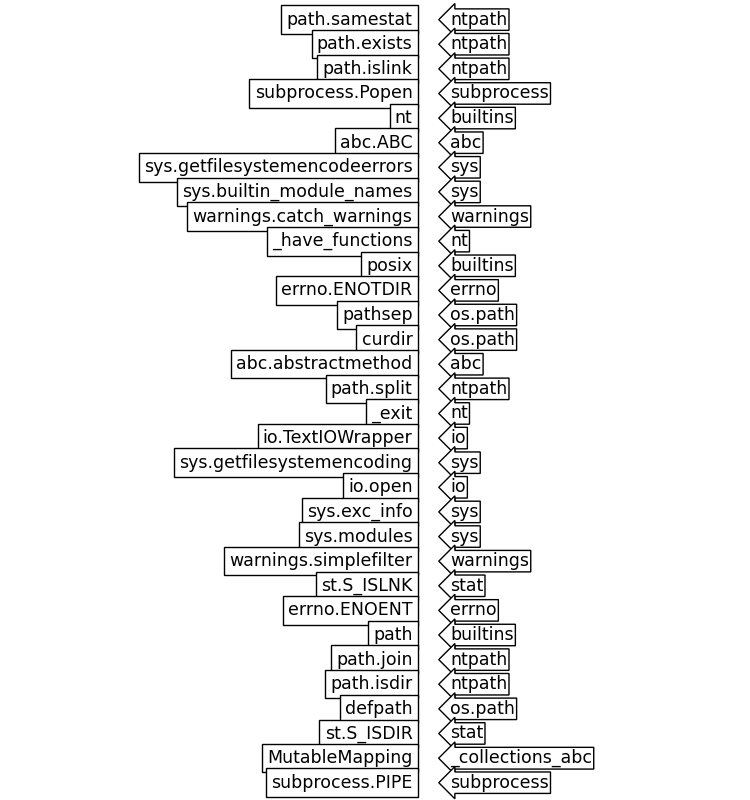 path.samestat ntpath
path.exists ntpath
path.islink ntpath
subprocess.Popen subprocess
nt builtins
abc.ABC abc
sys.getfilesystemencodeerrors sys
sys.builtin_module_names sys
warnings.catch_warnings warnings
_have_functions nt
posix builtins
errno.ENOTDIR errno
pathsep os.path
curdir os.path
abc.abstractmethod abc
path.split ntpath
_exit nt
io.TextIOWrapper io
sys.getfilesystemencoding sys
io.open io
sys.exc_info sys
sys.modules sys
warnings.simplefilter warnings
st.S_ISLNK stat
errno.ENOENT errno
path builtins
path.join ntpath
path.isdir ntpath
defpath os.path
st.S_ISDIR stat
MutableMapping _collections_abc
subprocess.PIPE subprocess